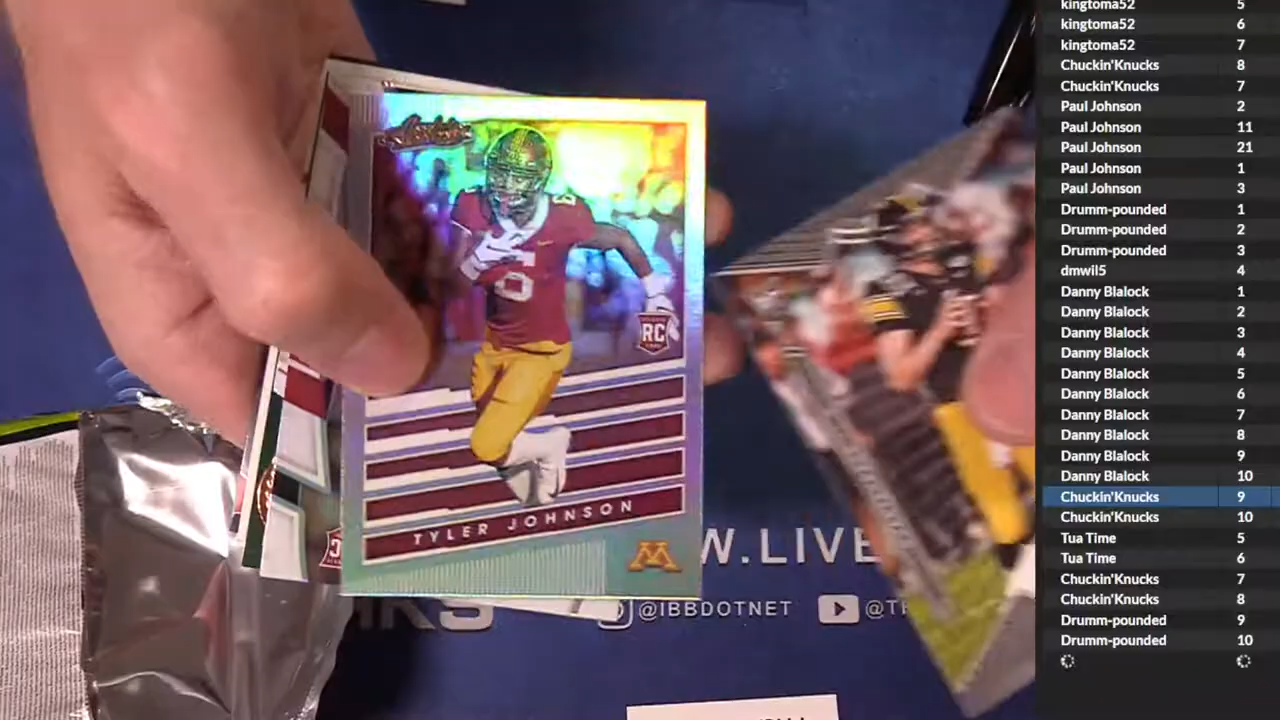 kingtoma52 5
kingtoma52 6
kingtoma52 7
Chuckin'Knucks 8
Chuckin'Knucks 7
Paul Johnson 2
Paul Johnson 11
Paul Johnson 21
Paul Johnson 1
Paul Johnson 3
Drumm-pounded 1
Drumm-pounded 2
Drumm-pounded 3
dmwil5 4
Danny Blalock 1
Danny Blalock 2
Danny Blalock 3
Danny Blalock 4
Danny Blalock 5
Danny Blalock 6
Danny Blalock 7
Danny Blalock 8
Danny Blalock 9
Danny Blalock 10
Chuckin'Knucks 9
Chuckin'Knucks 10
Tua Time 5
Tua Time 6
Chuckin'Knucks 7
Chuckin'Knucks 8
Drumm-pounded 9
Drumm-pounded 10
6
RC
TYLER JOHNSON
M
W.LIVE
@IBBDOTNET